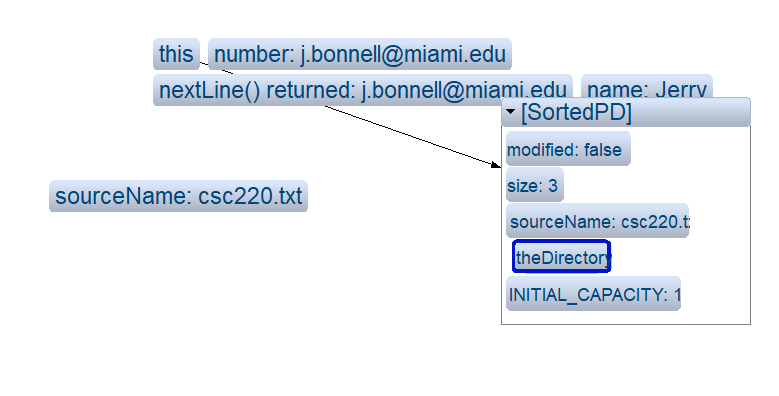 this number: j.bonnell@miami.edu
nextLine() returned: j.bonnell@miami.edu name: Jerry
[SortedPD]
modified: false
size: 3
sourceName: csc220.txt
sourceName: csc220.t
theDirectory
INITIAL_CAPACITY: 1